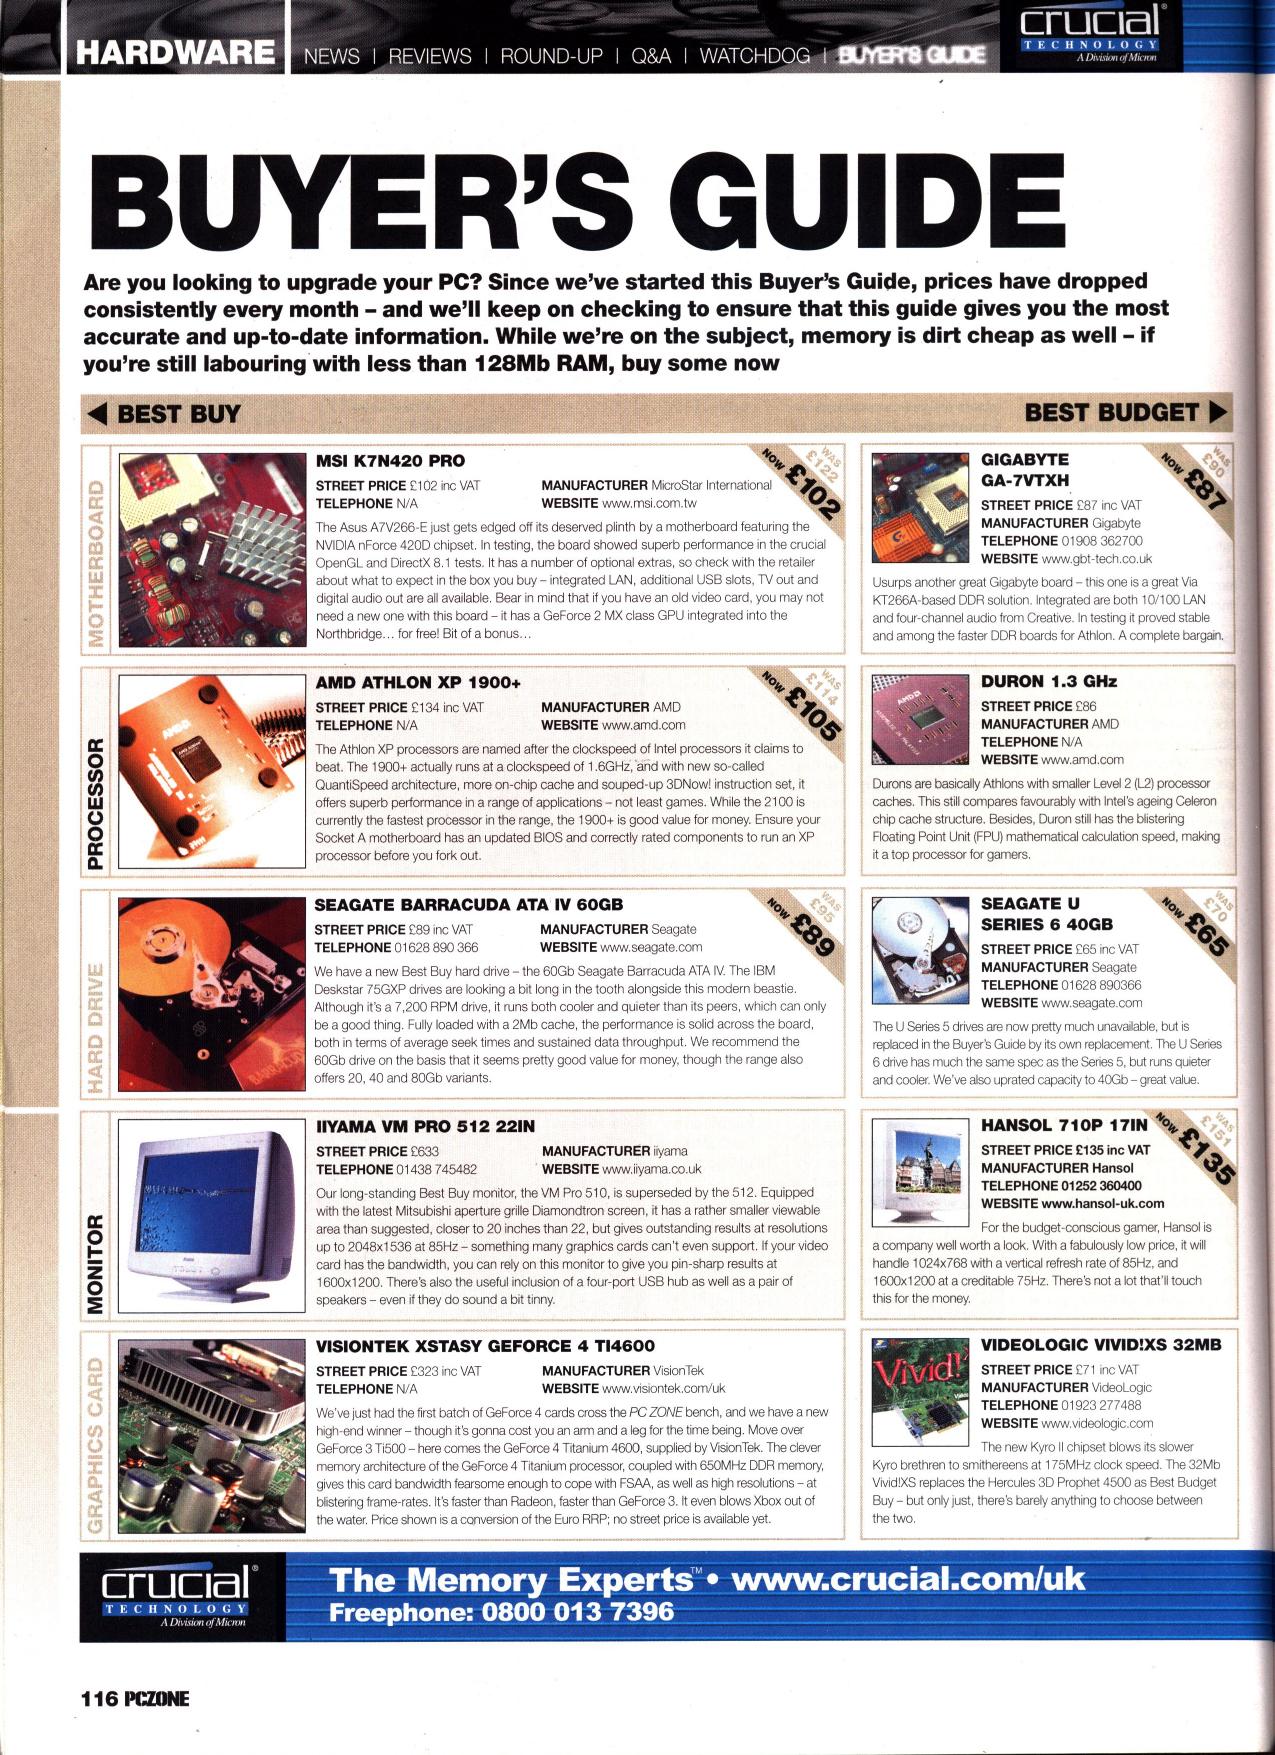 HARDWARE
NEWS | REVIEWS | ROUND-UP | Q&A | WATCHDOG | BUYER'S GUIDE
crucial®
TECHNOLOGY
A Division of Micron
BUYER'S GUIDE
Are you looking to upgrade your PC? Since we've started this Buyer's Guide, prices have dropped
consistently every month – and we'll keep on checking to ensure that this guide gives you the most
accurate and up-to-date information. While we're on the subject, memory is dirt cheap as well – if
you're still labouring with less than 128Mb RAM, buy some now
BEST BUY
BEST BUDGET
MOTHERBOARD
MSI K7N420 PRO
STREET PRICE £102 inc VAT
MANUFACTURER MicroStar International
TELEPHONE N/A
WEBSITE www.msi.com.tw
WAS £122
NOW £102
The Asus A7V266-E just gets edged off its deserved plinth by a motherboard featuring the
NVIDIA nForce 420D chipset. In testing, the board showed superb performance in the crucial
OpenGL and DirectX 8.1 tests. It has a number of optional extras, so check with the retailer
about what to expect in the box you buy – integrated LAN, additional USB slots, TV out and
digital audio out are all available. Bear in mind that if you have an old video card, you may not
need a new one with this board – it has a GeForce 2 MX class GPU integrated into the
Northbridge... for free! Bit of a bonus...
GIGABYTE
GA-7VTXH
STREET PRICE £87 inc VAT
MANUFACTURER Gigabyte
TELEPHONE 01908 362700
WEBSITE www.gbt-tech.co.uk
WAS £90
NOW £87
Usurps another great Gigabyte board – this one is a great Via
KT266A-based DDR solution. Integrated are both 10/100 LAN
and four-channel audio from Creative. In testing it proved stable
and among the faster DDR boards for Athlon. A complete bargain.
PROCESSOR
AMD ATHLON XP 1900+
STREET PRICE £134 inc VAT
MANUFACTURER AMD
TELEPHONE N/A
WEBSITE www.amd.com
WAS £114
NOW £105
The Athlon XP processors are named after the clockspeed of Intel processors it claims to
beat. The 1900+ actually runs at a clockspeed of 1.6GHz, and with new so-called
QuantiSpeed architecture, more on-chip cache and souped-up 3DNow! instruction set, it
offers superb performance in a range of applications – not least games. While the 2100 is
currently the fastest processor in the range, the 1900+ is good value for money. Ensure your
Socket A motherboard has an updated BIOS and correctly rated components to run an XP
processor before you fork out.
DURON 1.3 GHz
STREET PRICE £86
MANUFACTURER AMD
TELEPHONE N/A
WEBSITE www.amd.com
Durons are basically Athlons with smaller Level 2 (L2) processor
caches. This still compares favourably with Intel's ageing Celeron
chip cache structure. Besides, Duron still has the blistering
Floating Point Unit (FPU) mathematical calculation speed, making
it a top processor for gamers.
HARD DRIVE
SEAGATE BARRACUDA ATA IV 60GB
STREET PRICE £89 inc VAT
MANUFACTURER Seagate
TELEPHONE 01628 890 366
WEBSITE www.seagate.com
WAS £95
NOW £89
We have a new Best Buy hard drive – the 60Gb Seagate Barracuda ATA IV. The IBM
Deskstar 75GXP drives are looking a bit long in the tooth alongside this modern beastie.
Although it's a 7,200 RPM drive, it runs both cooler and quieter than its peers, which can only
be a good thing. Fully loaded with a 2Mb cache, the performance is solid across the board,
both in terms of average seek times and sustained data throughput. We recommend the
60Gb drive on the basis that it seems pretty good value for money, though the range also
offers 20, 40 and 80Gb variants.
SEAGATE U
SERIES 6 40GB
STREET PRICE £65 inc VAT
MANUFACTURER Seagate
TELEPHONE 01628 890366
WEBSITE www.seagate.com
WAS £70
NOW £65
The U Series 5 drives are now pretty much unavailable, but is
replaced in the Buyer's Guide by its own replacement. The U Series
6 drive has much the same spec as the Series 5, but runs quieter
and cooler. We've also uprated capacity to 40Gb – great value.
MONITOR
IIYAMA VM PRO 512 22IN
STREET PRICE £633
MANUFACTURER iiyama
TELEPHONE 01438 745482
WEBSITE www.iiyama.co.uk
Our long-standing Best Buy monitor, the VM Pro 510, is superseded by the 512. Equipped
with the latest Mitsubishi aperture grille Diamondtron screen, it has a rather smaller viewable
area than suggested, closer to 20 inches than 22, but gives outstanding results at resolutions
up to 2048x1536 at 85Hz – something many graphics cards can't even support. If your video
card has the bandwidth, you can rely on this monitor to give you pin-sharp results at
1600x1200. There's also the useful inclusion of a four-port USB hub as well as a pair of
speakers – even if they do sound a bit tinny.
HANSOL 710P 17IN
STREET PRICE £135 inc VAT
MANUFACTURER Hansol
TELEPHONE 01252 360400
WEBSITE www.hansol-uk.com
WAS £151
NOW £135
For the budget-conscious gamer, Hansol is
a company well worth a look. With a fabulously low price, it will
handle 1024x768 with a vertical refresh rate of 85Hz, and
1600x1200 at a creditable 75Hz. There's not a lot that'll touch
this for the money.
GRAPHICS CARD
VISIONTEK XSTASY GEFORCE 4 TI4600
STREET PRICE £323 inc VAT
MANUFACTURER VisionTek
TELEPHONE N/A
WEBSITE www.visiontek.com/uk
We've just had the first batch of GeForce 4 cards cross the PC ZONE bench, and we have a new
high-end winner – though it's gonna cost you an arm and a leg for the time being. Move over
GeForce 3 Ti500 – here comes the GeForce 4 Titanium 4600, supplied by VisionTek. The clever
memory architecture of the GeForce 4 Titanium processor, coupled with 650MHz DDR memory,
gives this card bandwidth fearsome enough to cope with FSAA, as well as high resolutions – at
blistering frame-rates. It's faster than Radeon, faster than GeForce 3. It even blows Xbox out of
the water. Price shown is a conversion of the Euro RRP; no street price is available yet.
Vivid!
VIDEOLOGIC VIVID!XS 32MB
STREET PRICE £71 inc VAT
MANUFACTURER VideoLogic
TELEPHONE 01923 277488
WEBSITE www.videologic.com
The new Kyro II chipset blows its slower
Kyro brethren to smithereens at 175MHz clock speed. The 32Mb
Vivid!XS replaces the Hercules 3D Prophet 4500 as Best Budget
Buy – but only just, there's barely anything to choose between
the two.
crucial®
TECHNOLOGY
A Division of Micron
The Memory Experts™ • www.crucial.com/uk
Freephone: 0800 013 7396
116 PCZONE